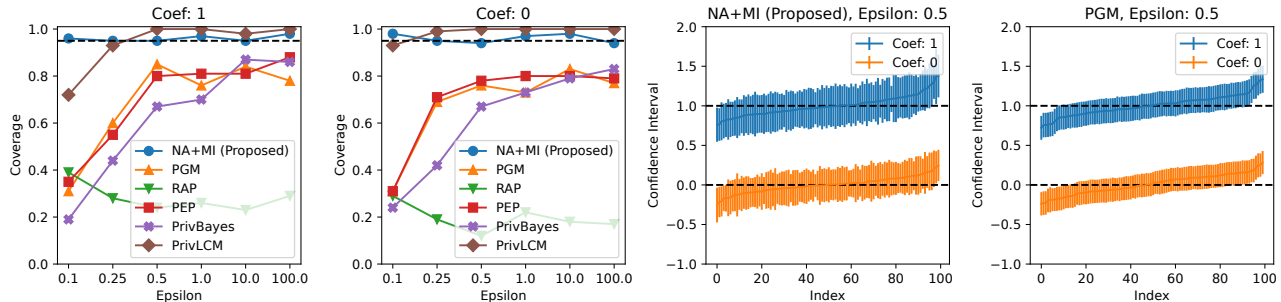 Coef: 1
Coverage
1.0
0.8
0.6
0.4
0.2
0.0
NA+MI (Proposed)
PGM
RAP
PEP
PrivBayes
PrivLCM
0.1 0.25 0.5 1.0 10.0 100.0
Epsilon
Coef: 0
Coverage
1.0
0.8
0.6
0.4
0.2
0.0
NA+MI (Proposed)
PGM
RAP
PEP
PrivBayes
PrivLCM
0.1 0.25 0.5 1.0 10.0 100.0
Epsilon
NA+MI (Proposed), Epsilon: 0.5
Confidence Interval
2.0
1.5
1.0
0.5
0.0
−0.5
−1.0
Coef: 1
Coef: 0
0 20 40 60 80 100
Index
PGM, Epsilon: 0.5
Confidence Interval
2.0
1.5
1.0
0.5
0.0
−0.5
−1.0
Coef: 1
Coef: 0
0 20 40 60 80 100
Index